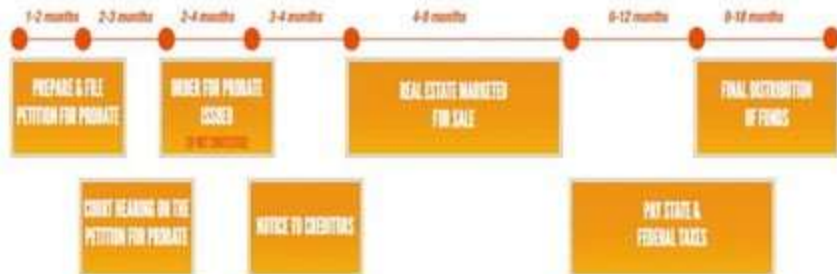 1-2 months
2-3 months
2-4 months
3-4 months
4-8 months
6-12 months
8-18 months
PREPARE & FILE
PETITION FOR PROBATE
ORDER FOR PROBATE
ISSUED
REAL ESTATE MARKETED
FOR SALE
FINAL DISTRIBUTION
OF FUNDS
COURT HEARING ON THE
PETITION FOR PROBATE
NOTICE TO CREDITORS
PAY STATE &
FEDERAL TAXES